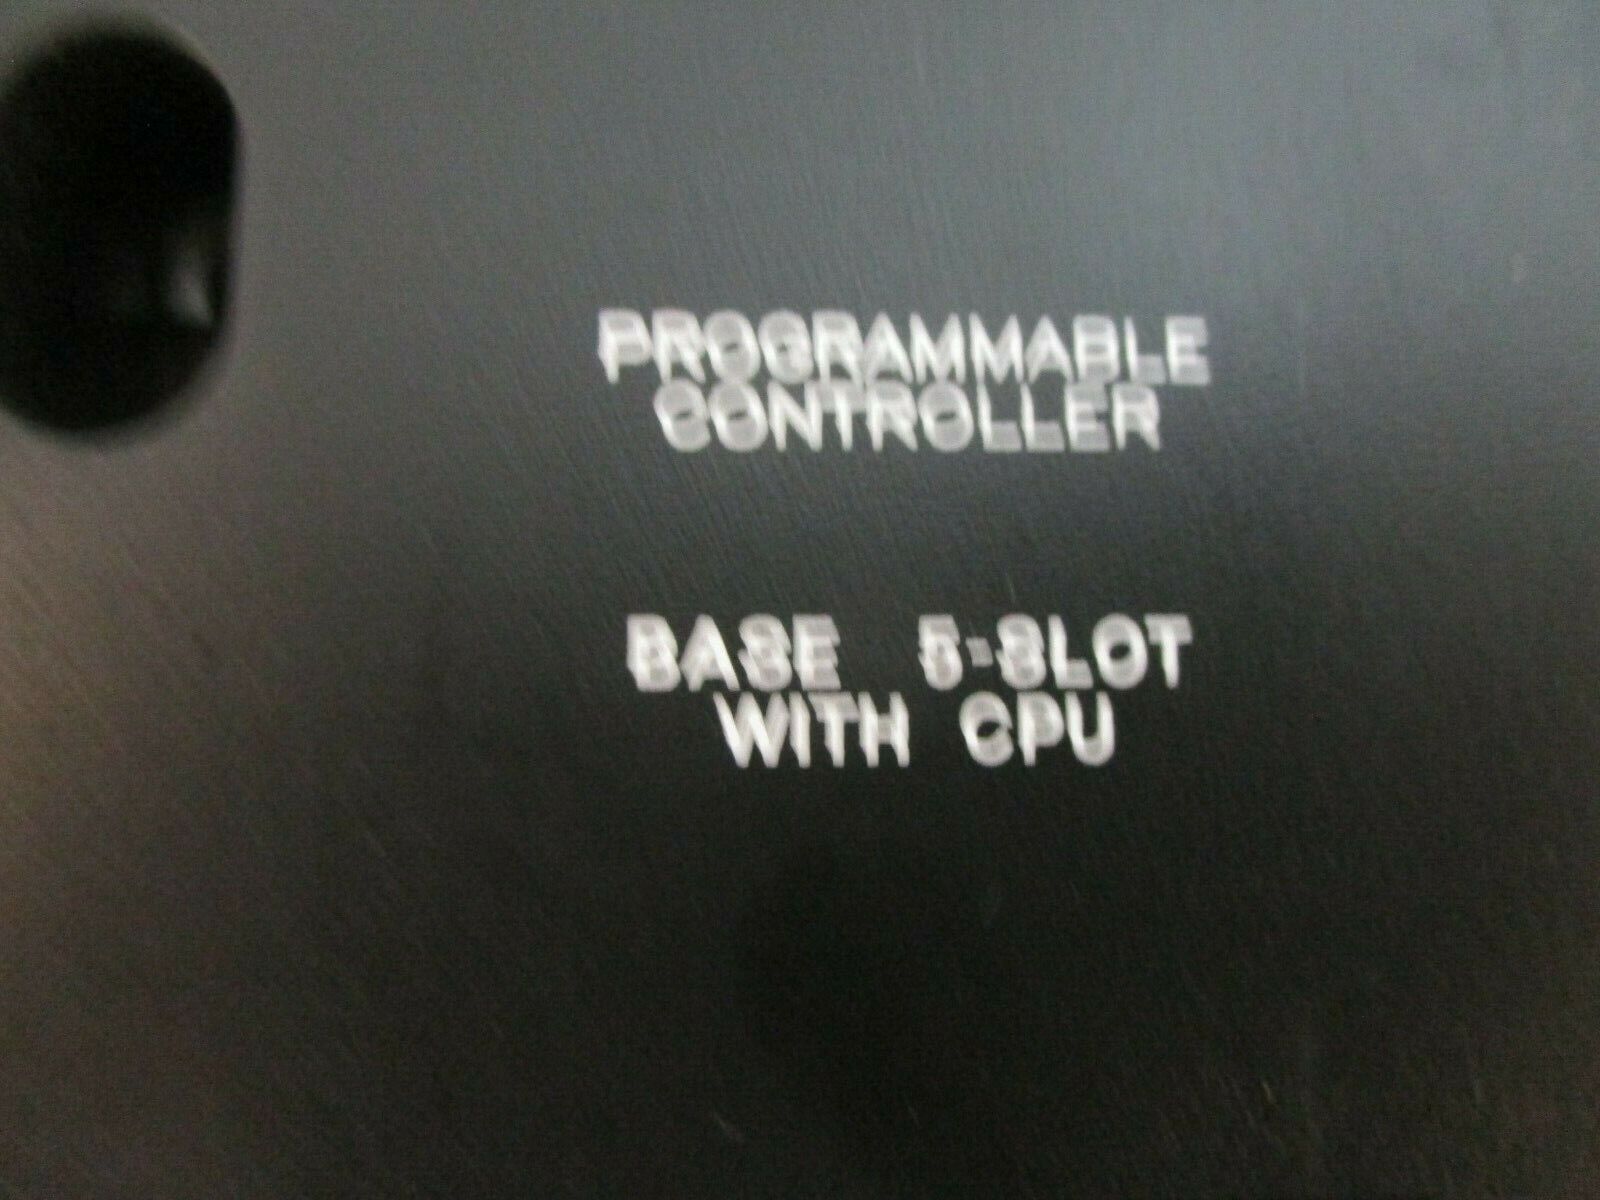 PROGRAMMABLE
CONTROLLER
BASE 5-SLOT
WITH CPU